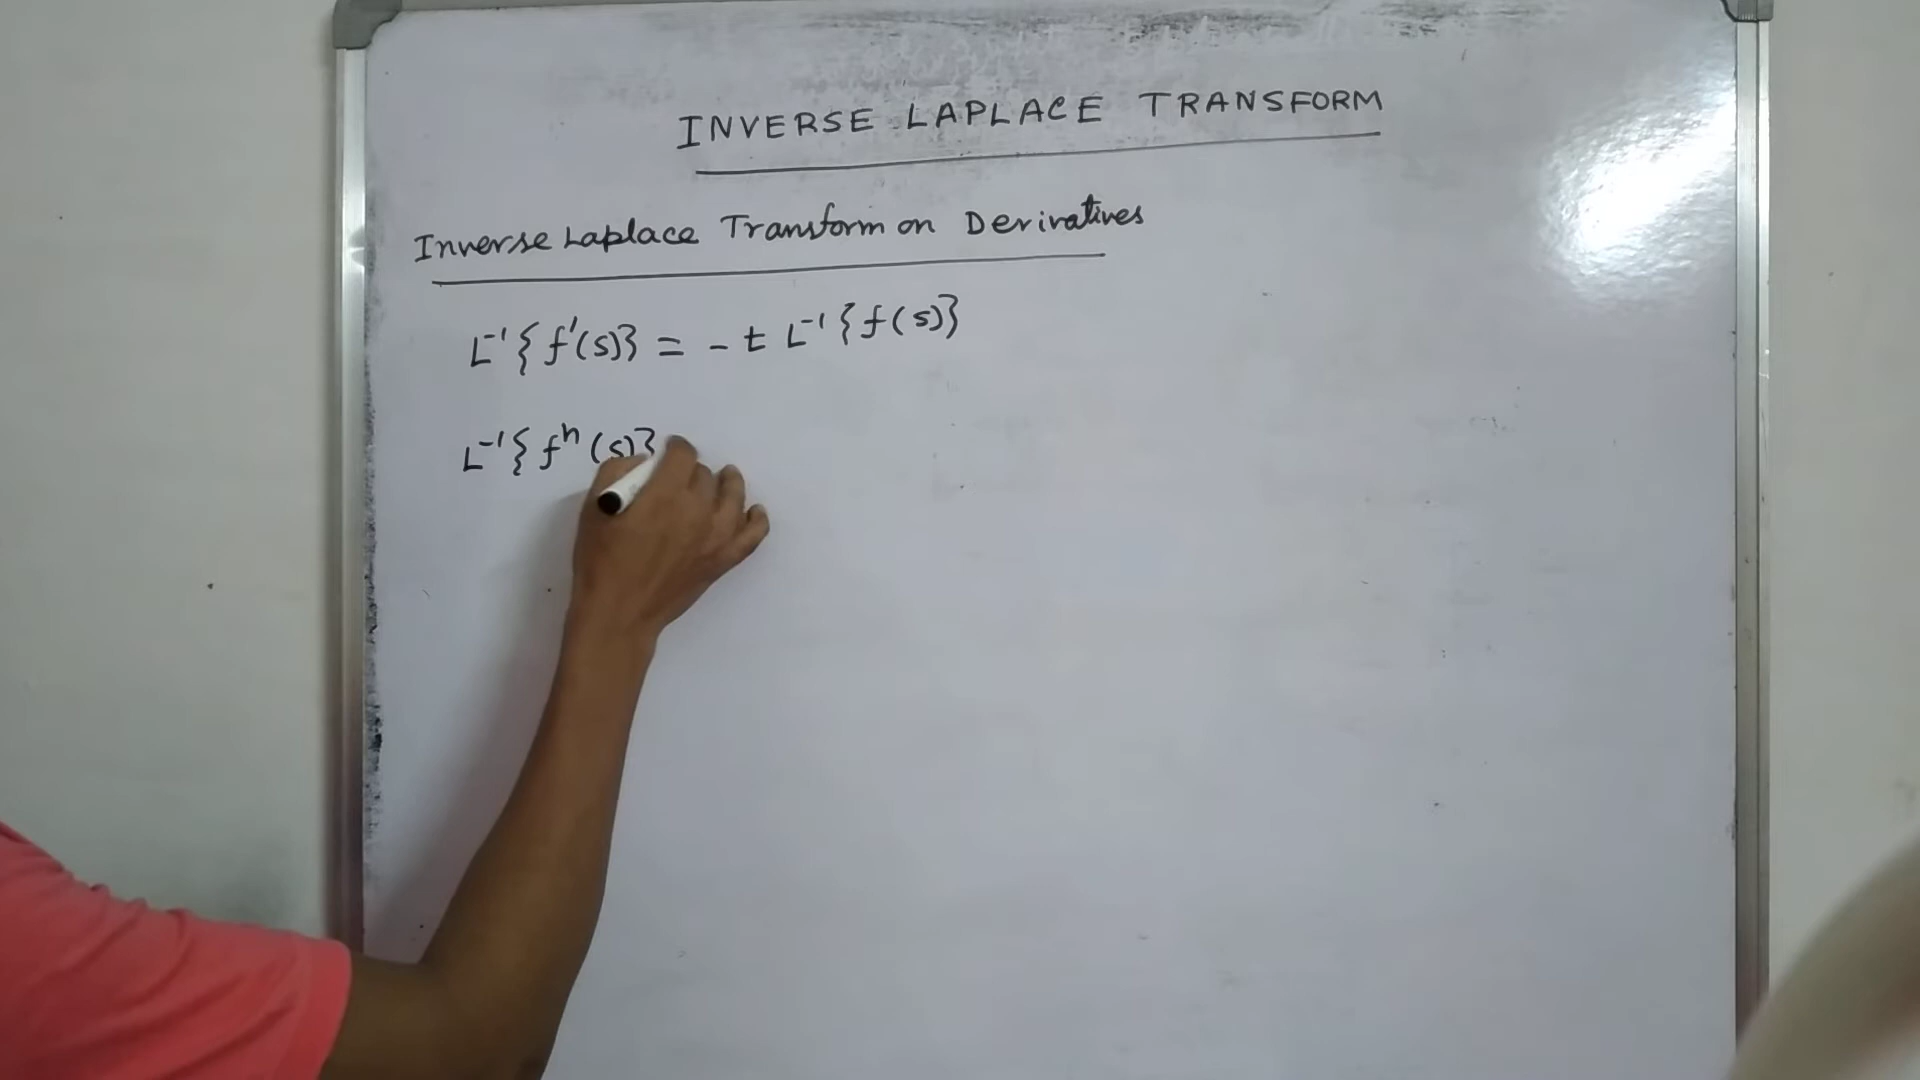 INVERSE LAPLACE TRANSFORM
Inverse Laplace Transform on Derivatives
L⁻¹{f'(s)} = - t L⁻¹{f(s)}
L⁻¹{fⁿ(s)}